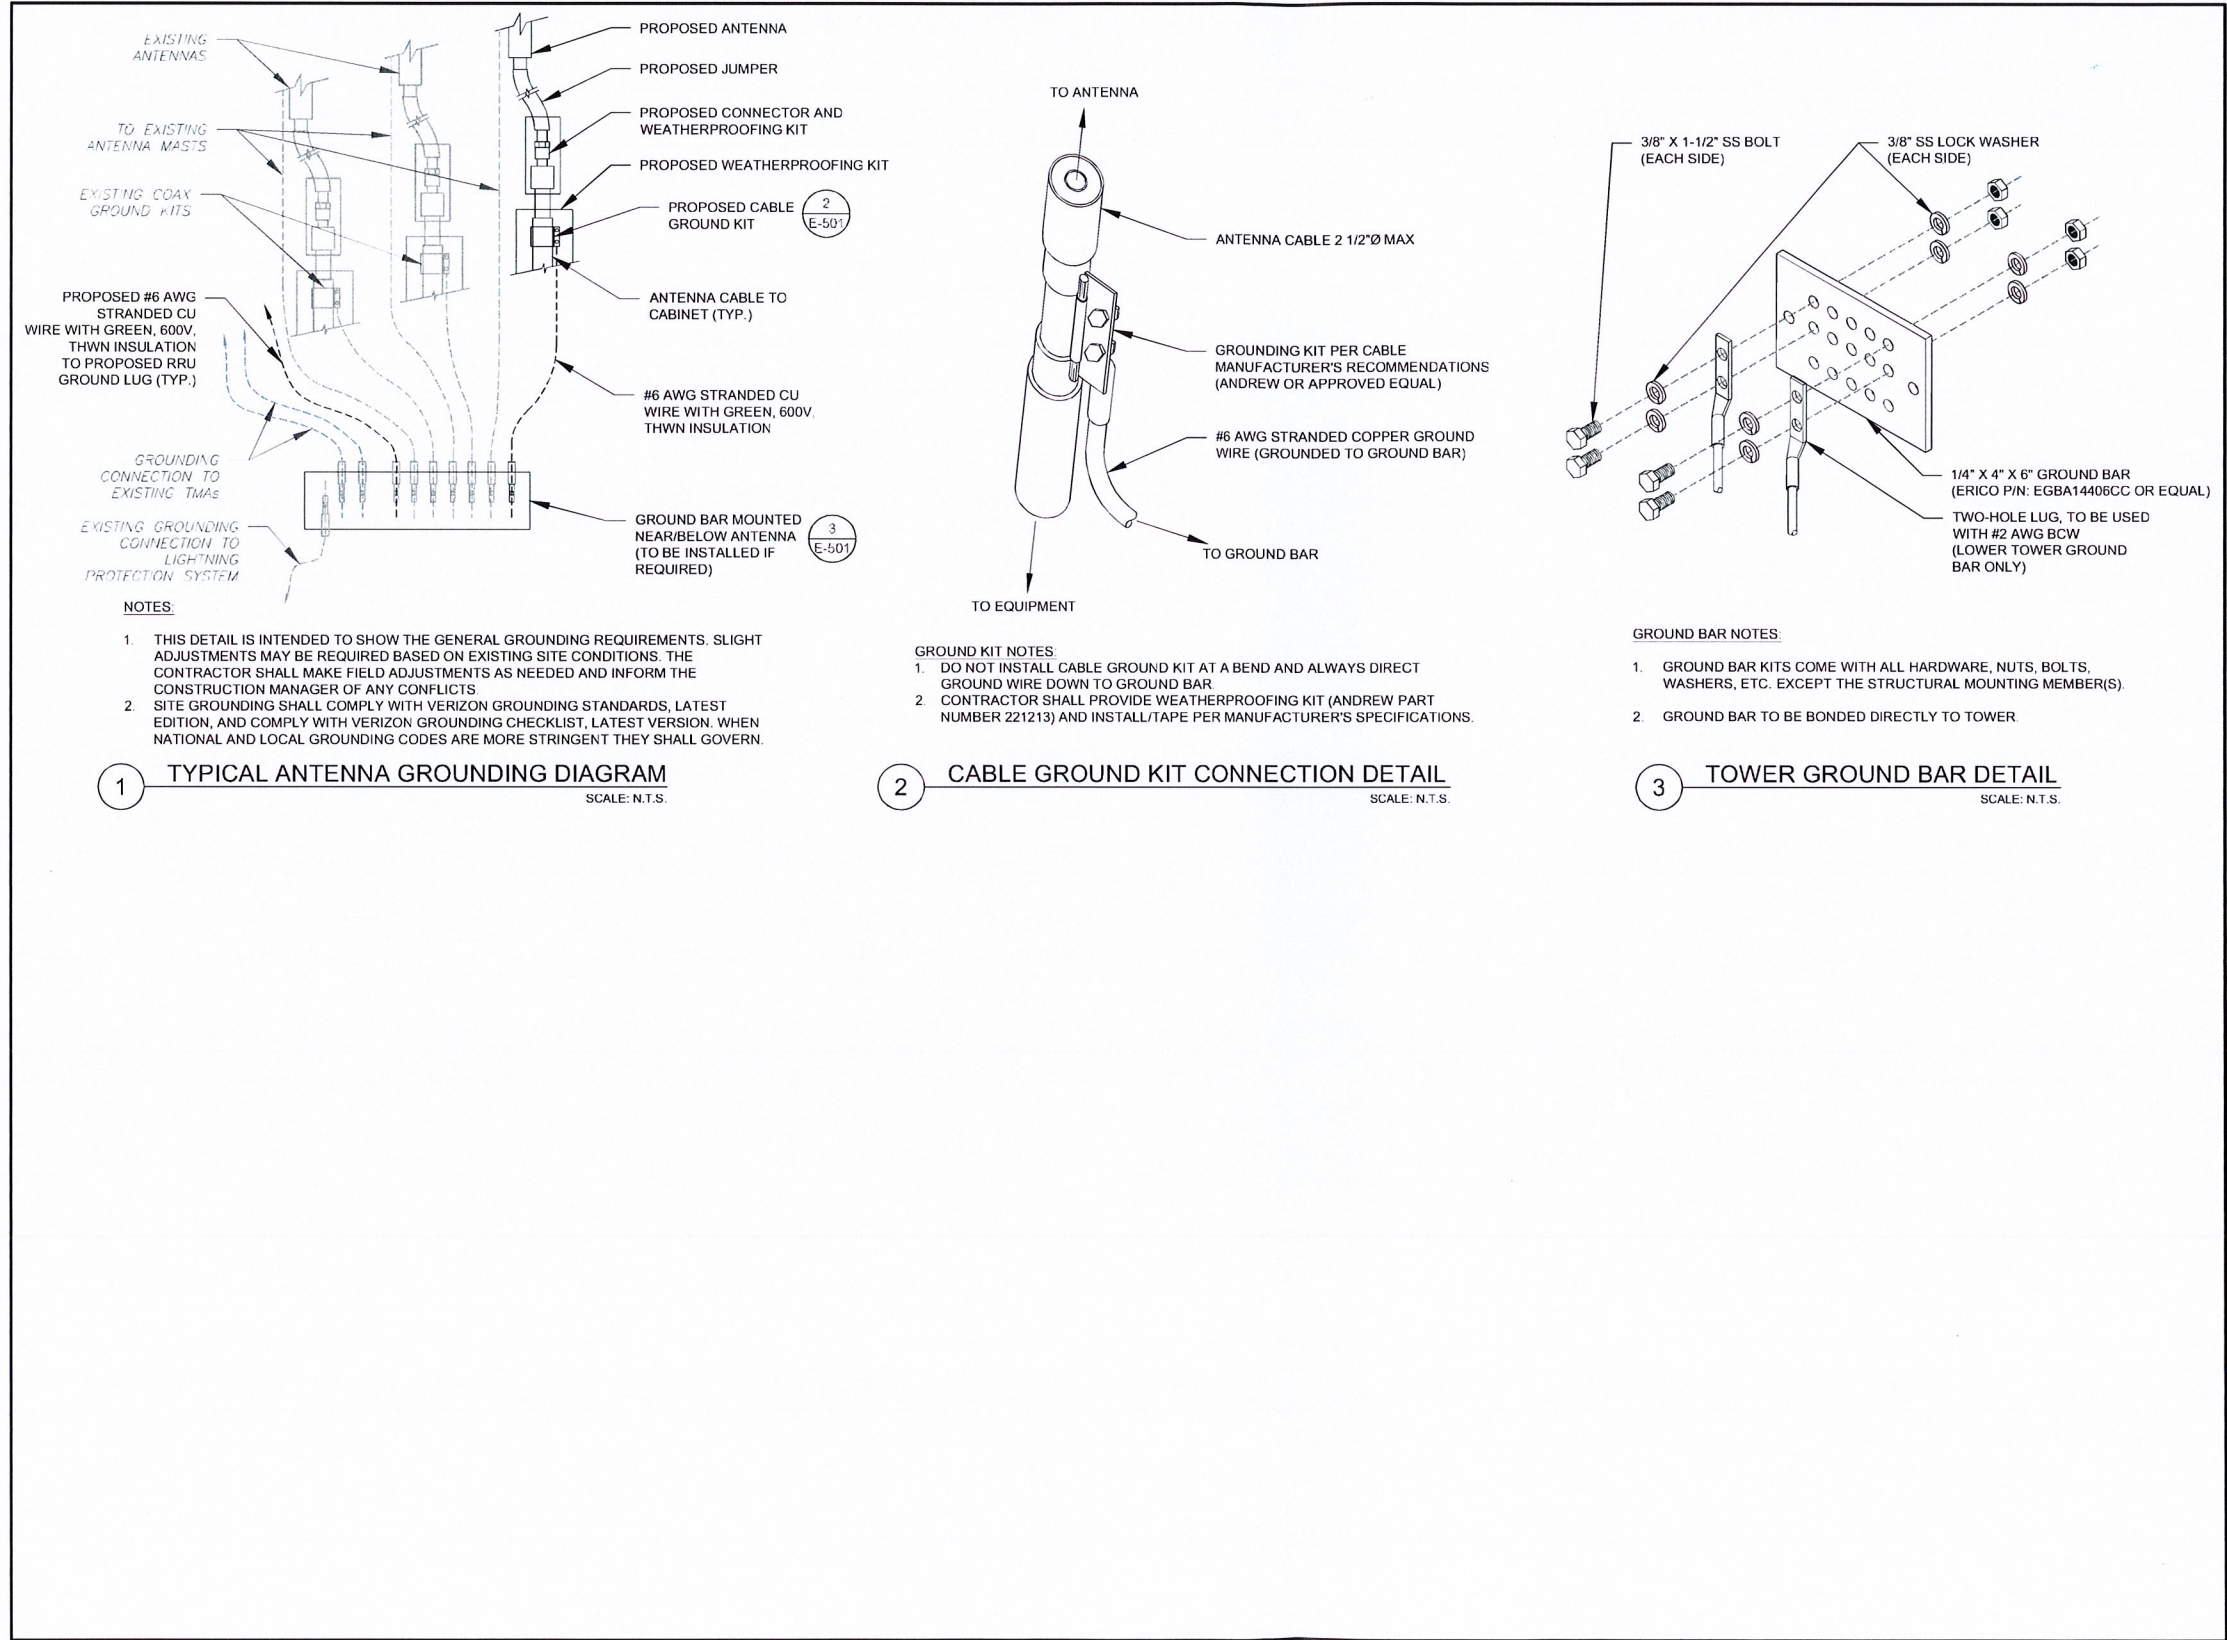 EXISTING
ANTENNAS
TO EXISTING
ANTENNA MASTS
EXISTING COAX
GROUND KITS
PROPOSED #6 AWG
STRANDED CU
WIRE WITH GREEN, 600V,
THWN INSULATION
TO PROPOSED RRU
GROUND LUG (TYP.)
GROUNDING
CONNECTION TO
EXISTING TMAs
EXISTING GROUNDING
CONNECTION TO
LIGHTNING
PROTECTION SYSTEM
PROPOSED ANTENNA
PROPOSED JUMPER
PROPOSED CONNECTOR AND
WEATHERPROOFING KIT
PROPOSED WEATHERPROOFING KIT
PROPOSED CABLE
GROUND KIT
2
E-501
ANTENNA CABLE TO
CABINET (TYP.)
#6 AWG STRANDED CU
WIRE WITH GREEN, 600V.
THWN INSULATION
GROUND BAR MOUNTED
NEAR/BELOW ANTENNA
(TO BE INSTALLED IF
REQUIRED)
3
E-501
NOTES:
1. THIS DETAIL IS INTENDED TO SHOW THE GENERAL GROUNDING REQUIREMENTS. SLIGHT
ADJUSTMENTS MAY BE REQUIRED BASED ON EXISTING SITE CONDITIONS. THE
CONTRACTOR SHALL MAKE FIELD ADJUSTMENTS AS NEEDED AND INFORM THE
CONSTRUCTION MANAGER OF ANY CONFLICTS.
2. SITE GROUNDING SHALL COMPLY WITH VERIZON GROUNDING STANDARDS, LATEST
EDITION, AND COMPLY WITH VERIZON GROUNDING CHECKLIST, LATEST VERSION. WHEN
NATIONAL AND LOCAL GROUNDING CODES ARE MORE STRINGENT THEY SHALL GOVERN.
1
TYPICAL ANTENNA GROUNDING DIAGRAM
SCALE: N.T.S.
TO ANTENNA
ANTENNA CABLE 2 1/2"Ø MAX
GROUNDING KIT PER CABLE
MANUFACTURER'S RECOMMENDATIONS
(ANDREW OR APPROVED EQUAL)
#6 AWG STRANDED COPPER GROUND
WIRE (GROUNDED TO GROUND BAR)
TO GROUND BAR
TO EQUIPMENT
GROUND KIT NOTES:
1. DO NOT INSTALL CABLE GROUND KIT AT A BEND AND ALWAYS DIRECT
GROUND WIRE DOWN TO GROUND BAR.
2. CONTRACTOR SHALL PROVIDE WEATHERPROOFING KIT (ANDREW PART
NUMBER 221213) AND INSTALL/TAPE PER MANUFACTURER'S SPECIFICATIONS.
2
CABLE GROUND KIT CONNECTION DETAIL
SCALE: N.T.S.
3/8" X 1-1/2" SS BOLT
(EACH SIDE)
3/8" SS LOCK WASHER
(EACH SIDE)
1/4" X 4" X 6" GROUND BAR
(ERICO P/N: EGBA14406CC OR EQUAL)
TWO-HOLE LUG, TO BE USED
WITH #2 AWG BCW
(LOWER TOWER GROUND
BAR ONLY)
GROUND BAR NOTES:
1. GROUND BAR KITS COME WITH ALL HARDWARE, NUTS, BOLTS,
WASHERS, ETC. EXCEPT THE STRUCTURAL MOUNTING MEMBER(S).
2. GROUND BAR TO BE BONDED DIRECTLY TO TOWER.
3
TOWER GROUND BAR DETAIL
SCALE: N.T.S.